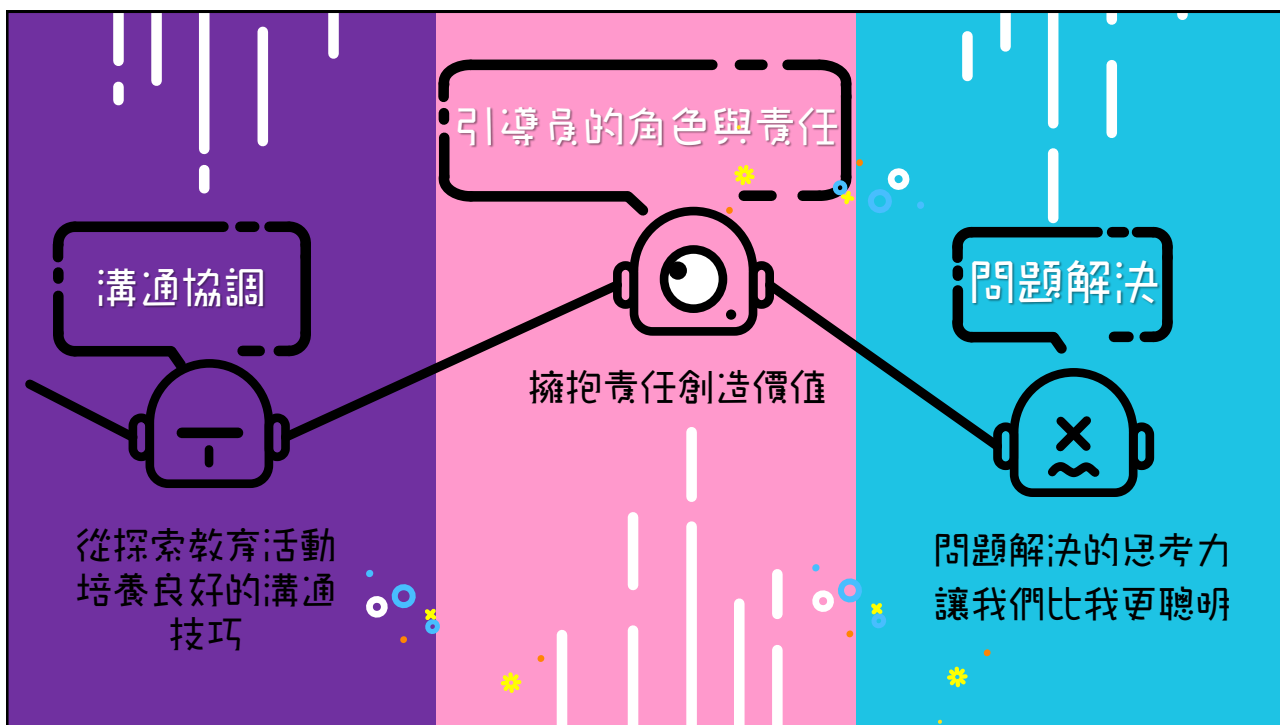 引導員的角色與責任
溝通協調
問題解決
擁抱責任創造價值
從探索教育活動
培養良好的溝通
技巧
問題解決的思考力
讓我們比我更聰明